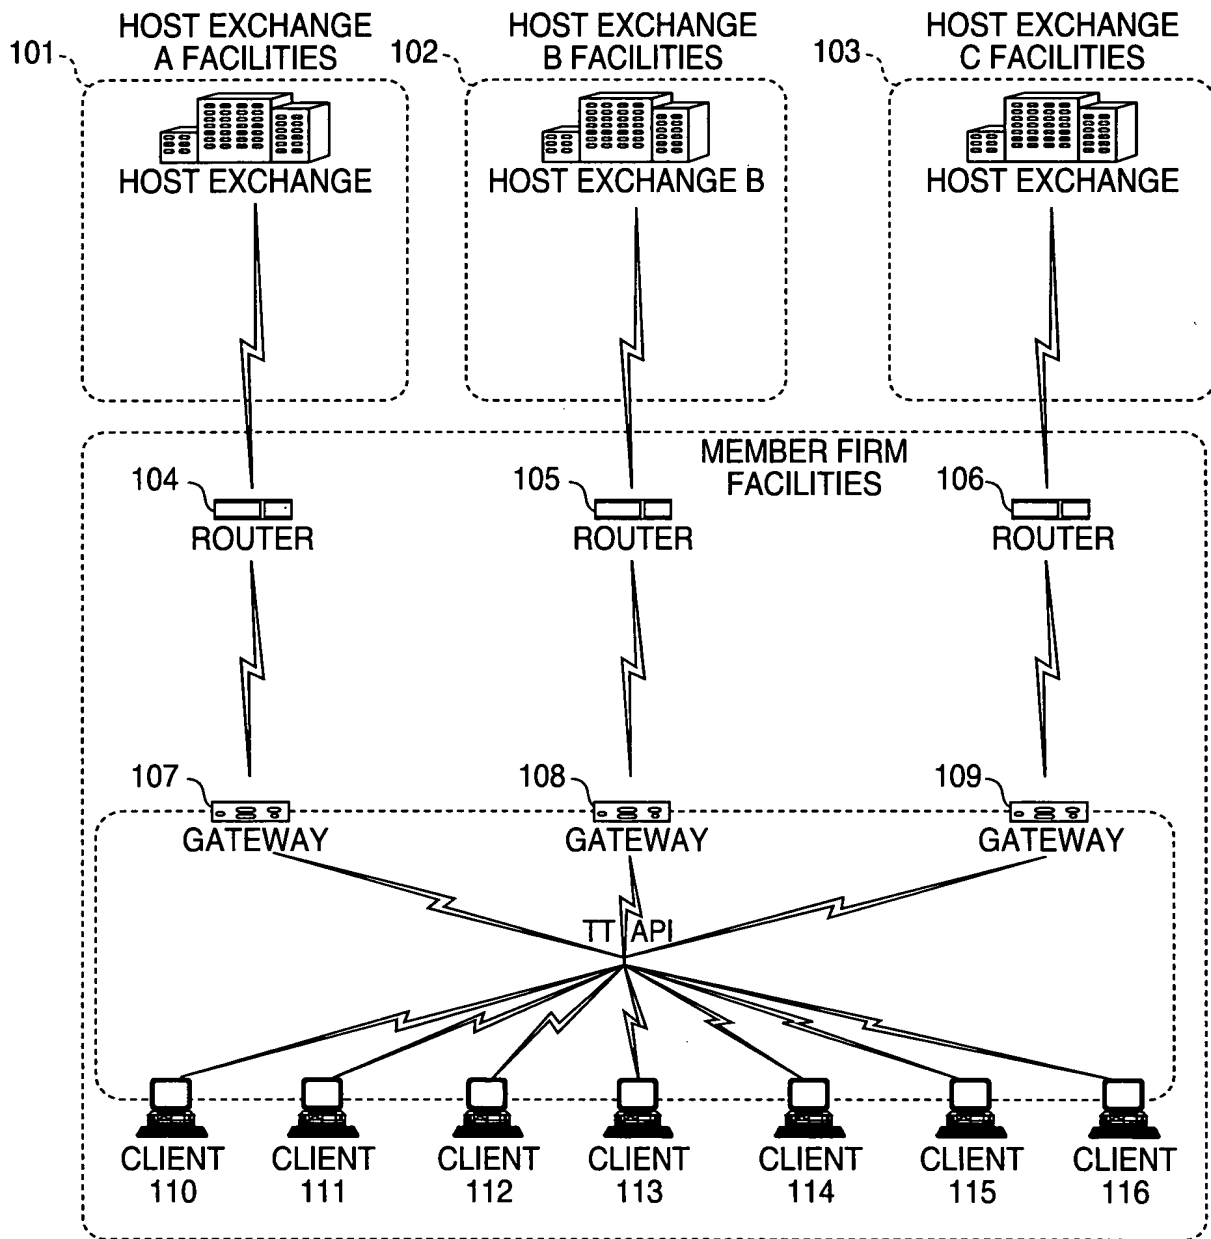 HOST EXCHANGE
A FACILITIES
HOST EXCHANGE
B FACILITIES
HOST EXCHANGE
C FACILITIES
101
102
103
HOST EXCHANGE
HOST EXCHANGE B
HOST EXCHANGE
MEMBER FIRM
FACILITIES
104
105
106
ROUTER
ROUTER
ROUTER
107
108
109
GATEWAY
GATEWAY
GATEWAY
TT API
CLIENT
110
CLIENT
111
CLIENT
112
CLIENT
113
CLIENT
114
CLIENT
115
CLIENT
116